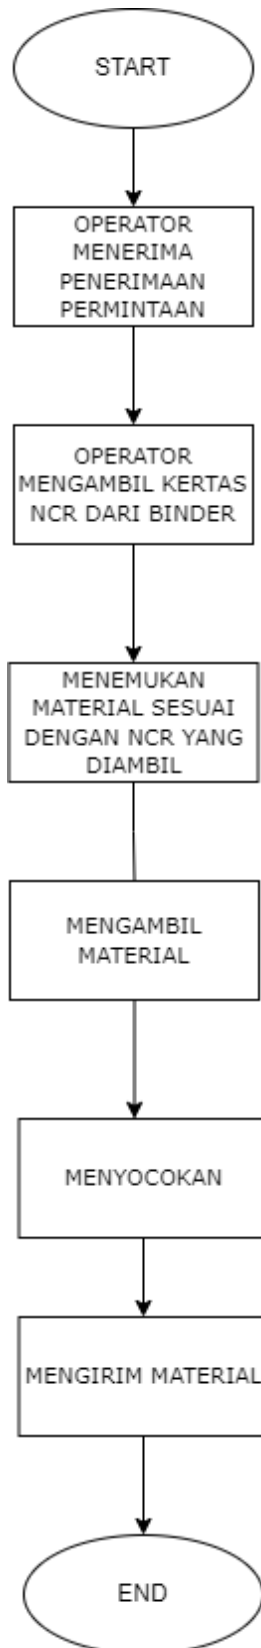 START
OPERATOR
MENERIMA
PENERIMAAN
PERMINTAAN
OPERATOR
MENGAMBIL KERTAS
NCR DARI BINDER
MENEMUKAN
MATERIAL SESUAI
DENGAN NCR YANG
DIAMBIL
MENGAMBIL
MATERIAL
MENYOCOKAN
MENGIRIM MATERIAL
END